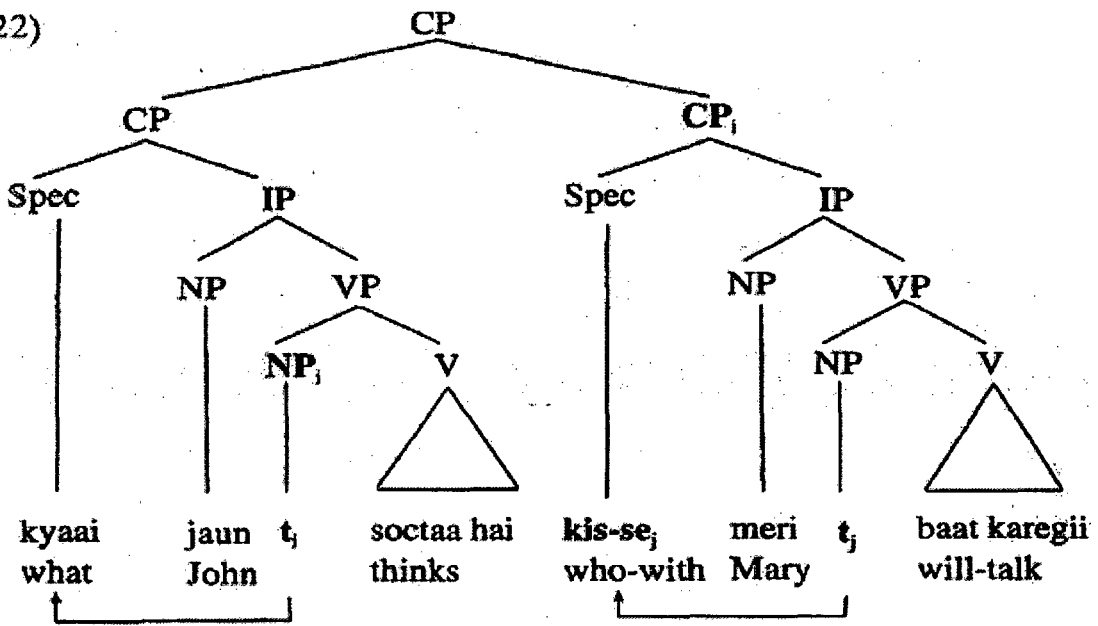 22)
CP
CP CPᵢ
Spec IP Spec IP
NP VP NP VP
NPⱼ V NP V
kyaai jaun tⱼ soctaa hai kis-seⱼ meri tⱼ baat karegii
what John thinks who-with Mary will-talk